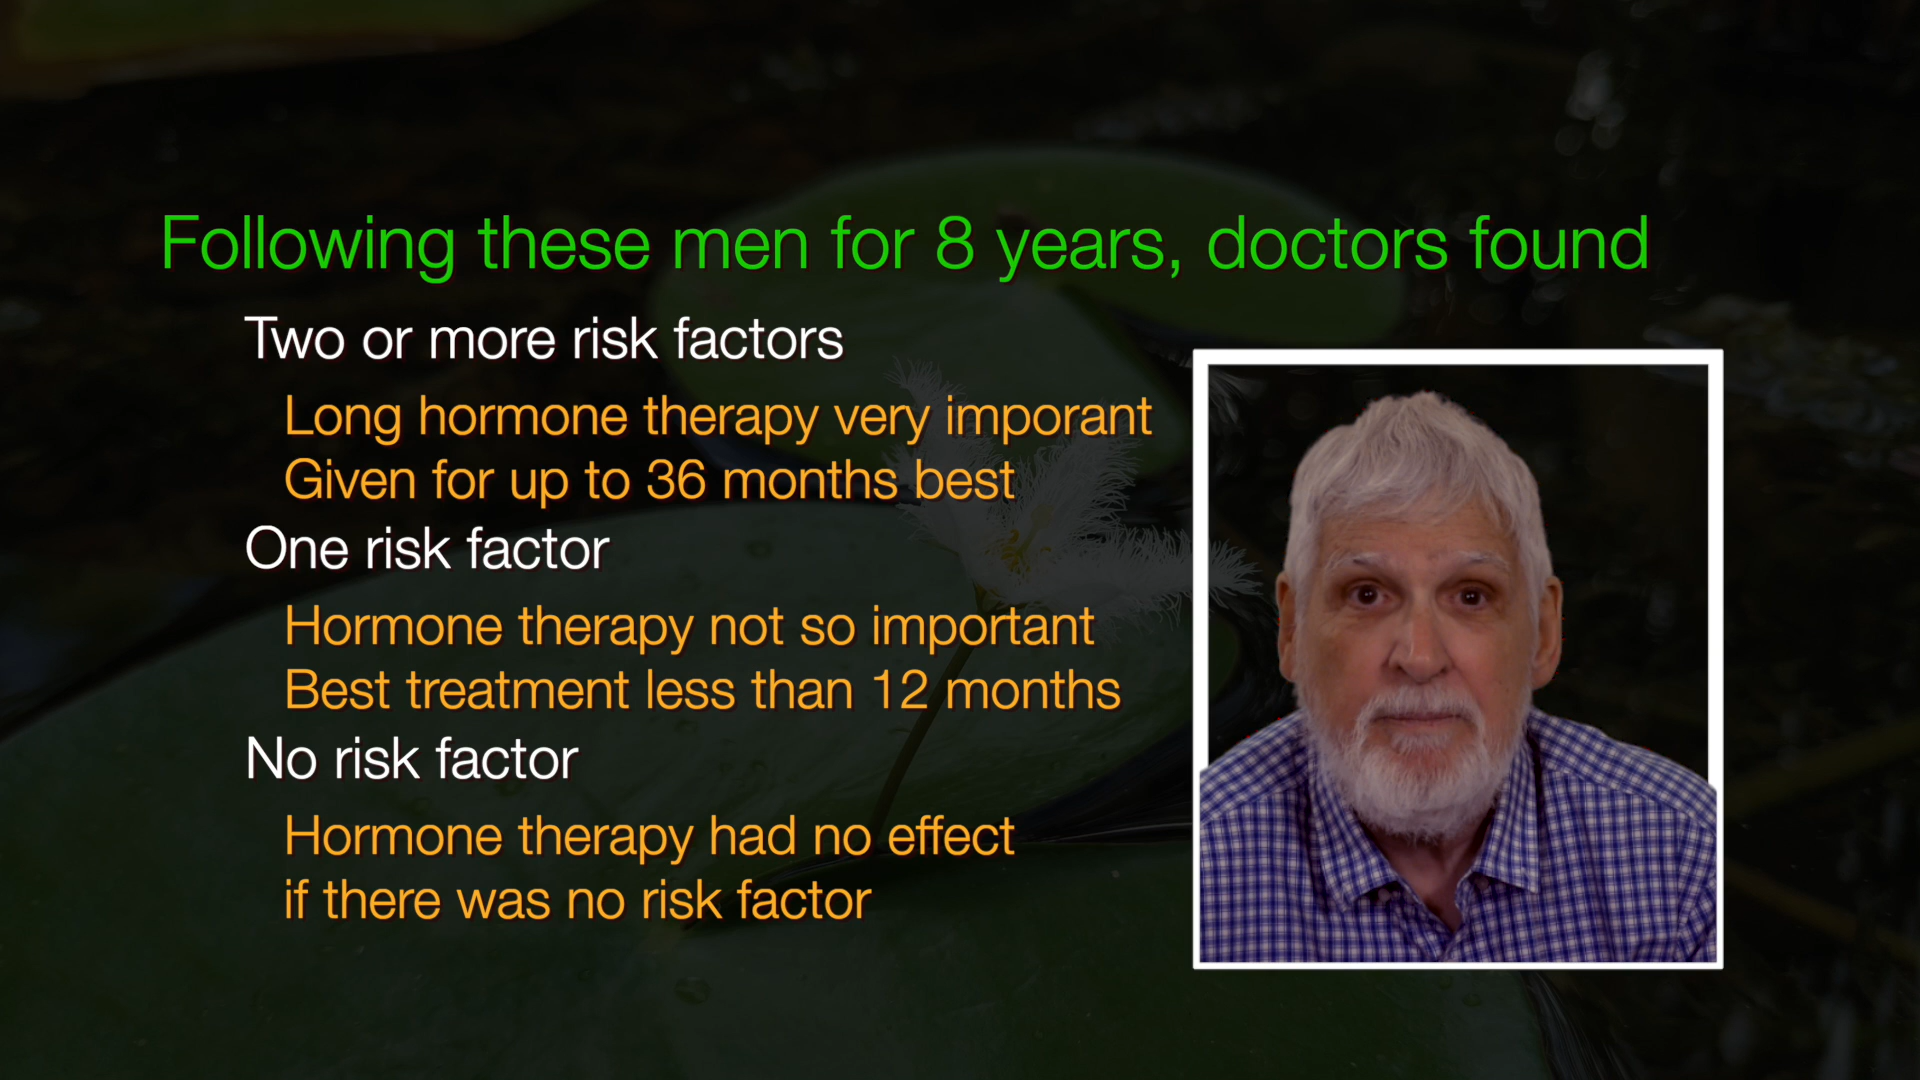 Following these men for 8 years, doctors found
Two or more risk factors
Long hormone therapy very imporant
Given for up to 36 months best
One risk factor
Hormone therapy not so important
Best treatment less than 12 months
No risk factor
Hormone therapy had no effect
if there was no risk factor